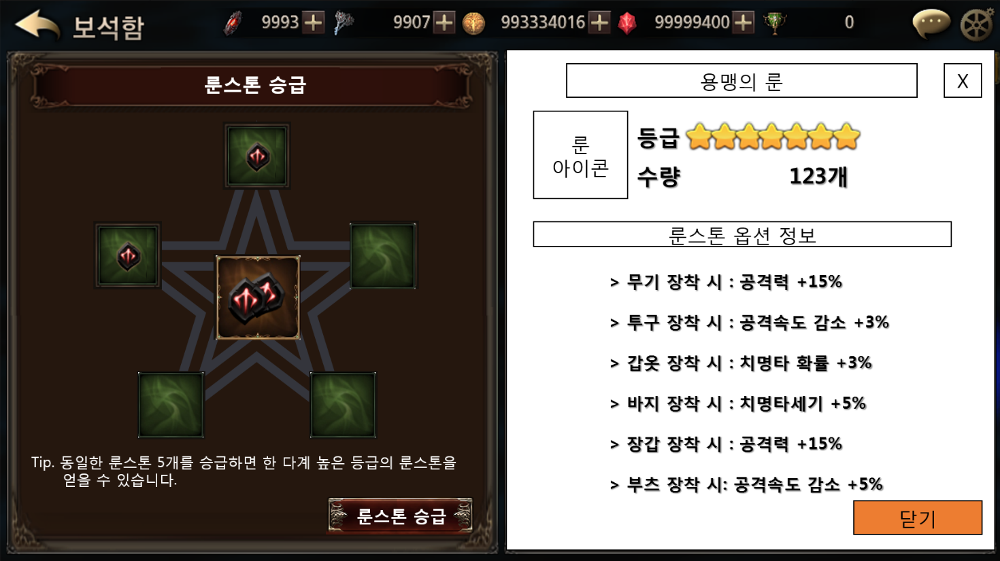 보석함
9993
9907
993334016
99999400
0
룬스톤 승급
Tip. 동일한 룬스톤 5개를 승급하면 한 다계 높은 등급의 룬스톤을
얻을 수 있습니다.
룬스톤 승급
용맹의 룬
X
룬
아이콘
등급
수량 123개
룬스톤 옵션 정보
> 무기 장착 시 : 공격력 +15%
> 투구 장착 시 : 공격속도 감소 +3%
> 갑옷 장착 시 : 치명타 확률 +3%
> 바지 장착 시 : 치명타세기 +5%
> 장갑 장착 시 : 공격력 +15%
> 부츠 장착 시: 공격속도 감소 +5%
닫기